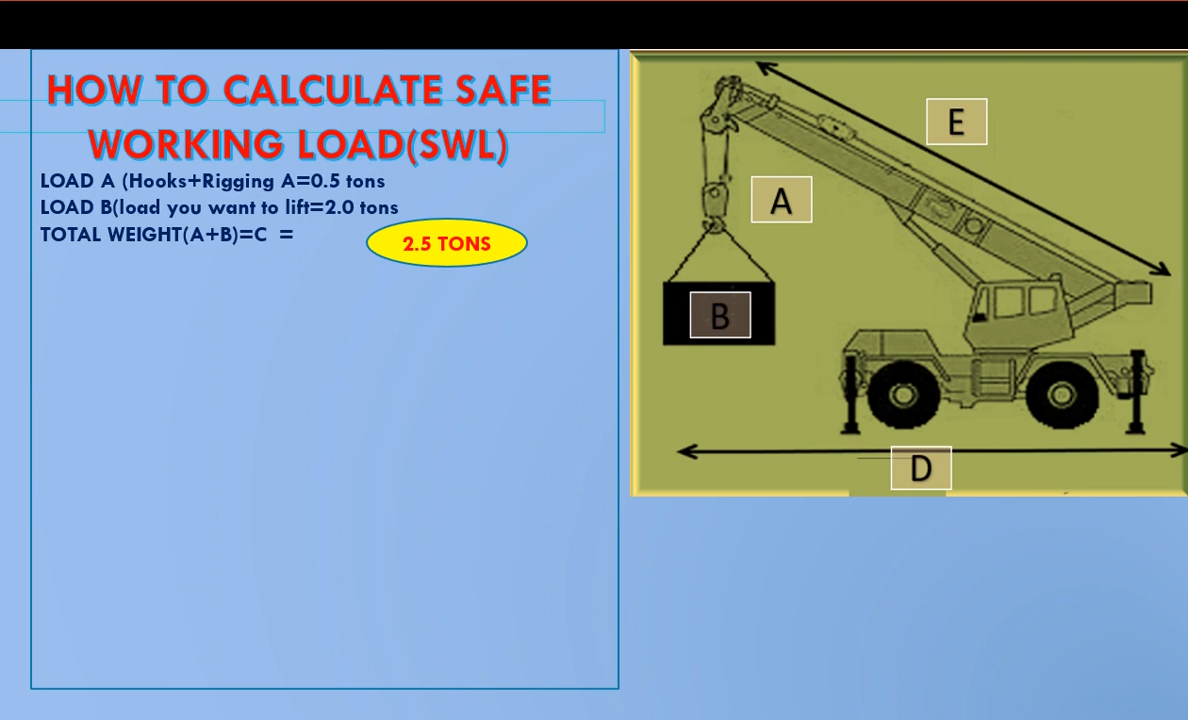 HOW TO CALCULATE SAFE
WORKING LOAD(SWL)
LOAD A (Hooks+Rigging A=0.5 tons
LOAD B(load you want to lift=2.0 tons
TOTAL WEIGHT(A+B)=C =
2.5 TONS
E
A
B
D